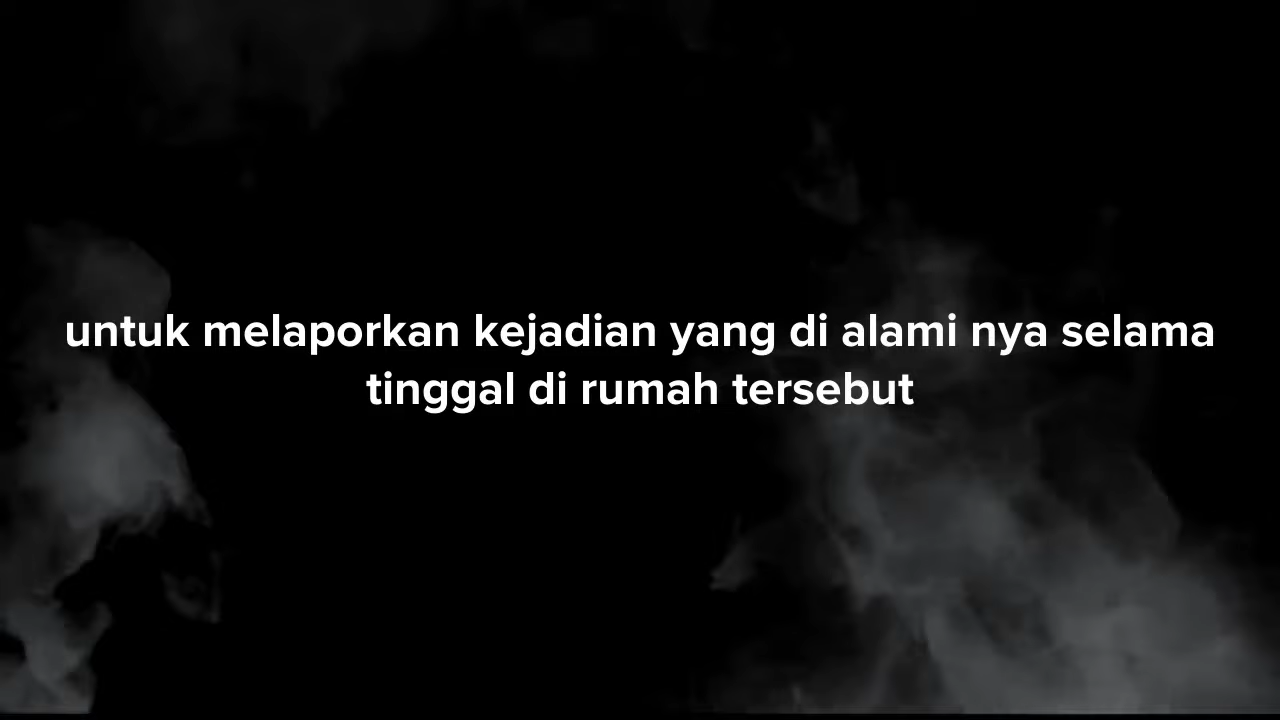 untuk melaporkan kejadian yang di alami nya selama
tinggal di rumah tersebut